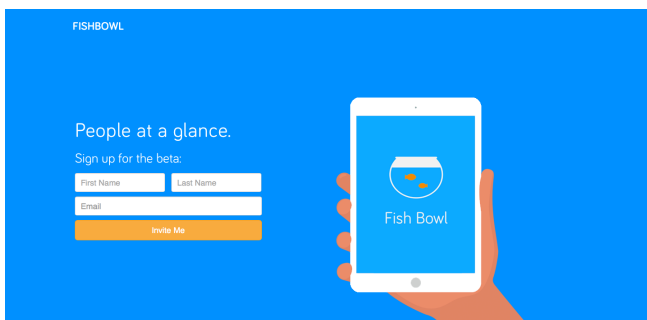 FISHBOWL
People at a glance.
Sign up for the beta:
First Name
Last Name
Email
Invite Me
Fish Bowl